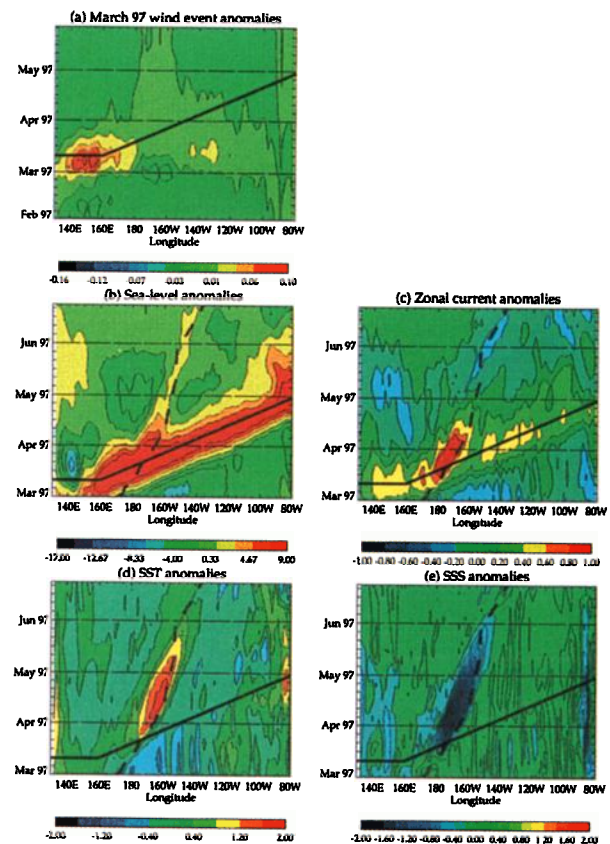 (a) March 97 wind event anomalies
May 97
Apr 97
Mar 97
Feb 97
140E 160E 180 160W 140W 120W 100W 80W
Longitude
-0.16 -0.12 -0.07 -0.03 0.01 0.06 0.10
(b) Sea-level anomalies
Jun 97
May 97
Apr 97
Mar 97
140E 160E 180 160W 140W 120W 100W 80W
Longitude
-17.00 -12.67 -8.33 -4.00 0.33 4.67 9.00
(c) Zonal current anomalies
Jun 97
May 97
Apr 97
Mar 97
140E 160E 180 160W 140W 120W 100W 80W
Longitude
-1.00 -0.80 -0.60 -0.40 -0.20 0.00 0.20 0.40 0.60 0.80 1.00
(d) SST anomalies
Jun 97
May 97
Apr 97
Mar 97
140E 160E 180 160W 140W 120W 100W 80W
Longitude
-2.00 -1.20 -0.40 0.40 1.20 2.00
(e) SSS anomalies
Jun 97
May 97
Apr 97
Mar 97
140E 160E 180 160W 140W 120W 100W 80W
Longitude
-2.00 -1.60 -0.80 -0.40 0.00 0.40 0.80 1.20 1.60 2.00